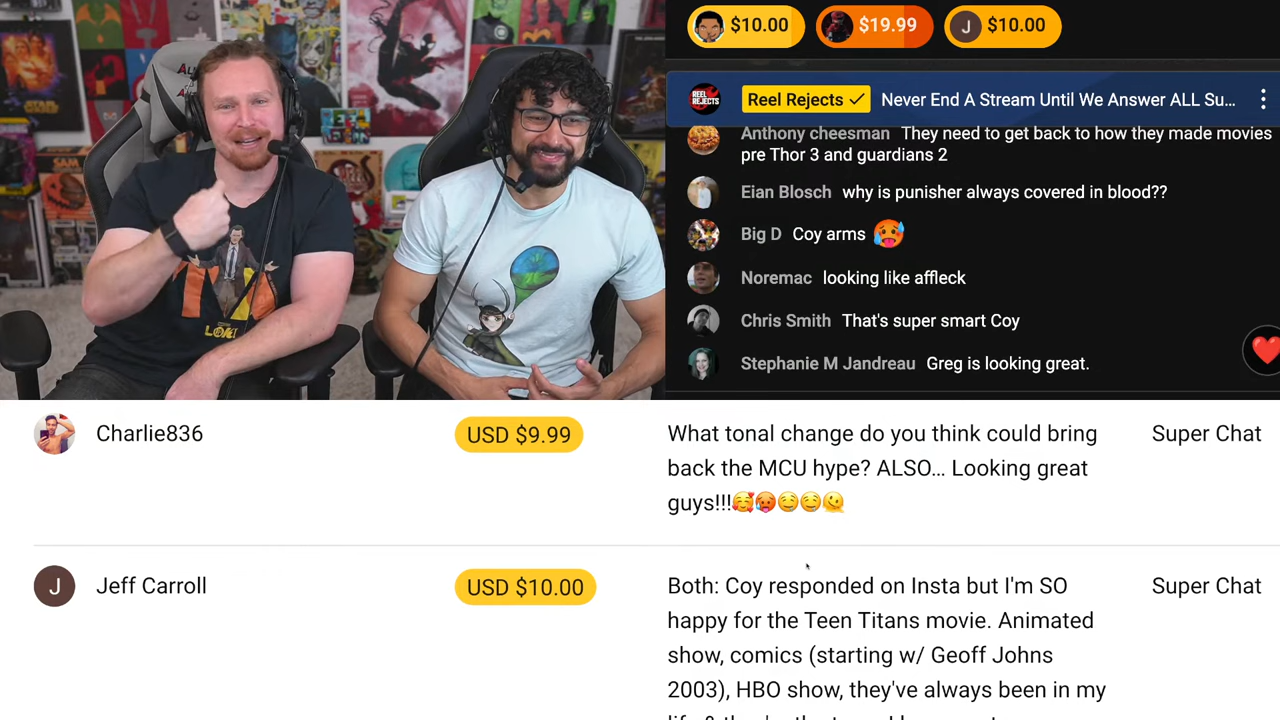 $10.00
$19.99
J
$10.00
REEL REJECTS
Reel Rejects
Never End A Stream Until We Answer ALL Su...
Anthony cheesman They need to get back to how they made movies
pre Thor 3 and guardians 2
Eian Blosch why is punisher always covered in blood??
Big D Coy arms 🥵
Noremac looking like affleck
Chris Smith That's super smart Coy
Stephanie M Jandreau Greg is looking great.
LOKI
Charlie836
USD $9.99
What tonal change do you think could bring
back the MCU hype? ALSO... Looking great
guys!!!🥰🥵🤤🤤🫠
Super Chat
J
Jeff Carroll
USD $10.00
Both: Coy responded on Insta but I'm SO
happy for the Teen Titans movie. Animated
show, comics (starting w/ Geoff Johns
2003), HBO show, they've always been in my
Super Chat